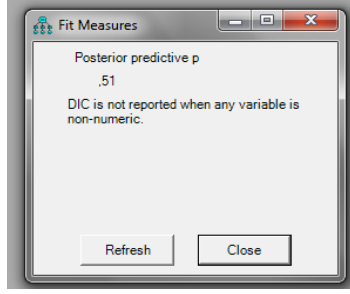 Fit Measures
Posterior predictive p
,51
DIC is not reported when any variable is
non-numeric.
Refresh
Close